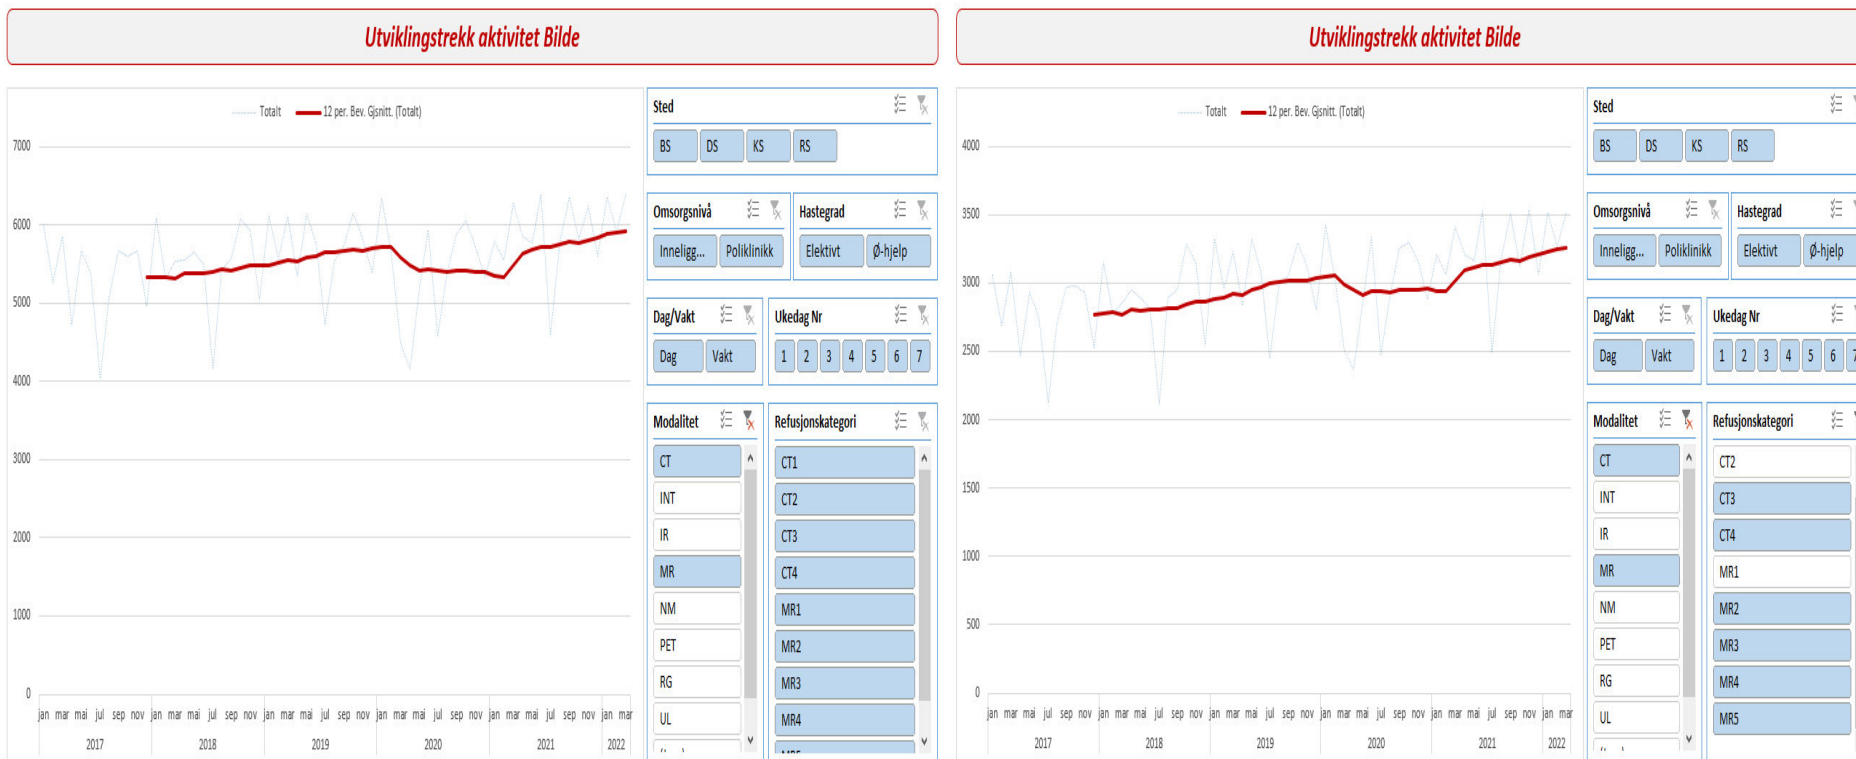 Utviklingstrekk aktivitet Bilde
Totalt 12 per. Bev. Gjsnitt. (Totalt)
7000
6000
5000
4000
3000
2000
1000
0
jan mar mai jul sep nov jan mar mai jul sep nov jan mar mai jul sep nov jan mar mai jul sep nov jan mar mai jul sep nov jan mar
2017 2018 2019 2020 2021 2022
Sted
BS DS KS RS
Omsorgsnivå
Inneligg... Poliklinikk
Hastegrad
Elektivt Ø-hjelp
Dag/Vakt
Dag Vakt
Ukedag Nr
1 2 3 4 5 6 7
Modalitet
CT
INT
IR
MR
NM
PET
RG
UL
Refusjonskategori
CT1
CT2
CT3
CT4
MR1
MR2
MR3
MR4
Utviklingstrekk aktivitet Bilde
Totalt 12 per. Bev. Gjsnitt. (Totalt)
4000
3500
3000
2500
2000
1500
1000
500
0
jan mar mai jul sep nov jan mar mai jul sep nov jan mar mai jul sep nov jan mar mai jul sep nov jan mar mai jul sep nov jan mar
2017 2018 2019 2020 2021 2022
Sted
BS DS KS RS
Omsorgsnivå
Inneligg... Poliklinikk
Hastegrad
Elektivt Ø-hjelp
Dag/Vakt
Dag Vakt
Ukedag Nr
1 2 3 4 5 6 7
Modalitet
CT
INT
IR
MR
NM
PET
RG
UL
Refusjonskategori
CT2
CT3
CT4
MR1
MR2
MR3
MR4
MR5